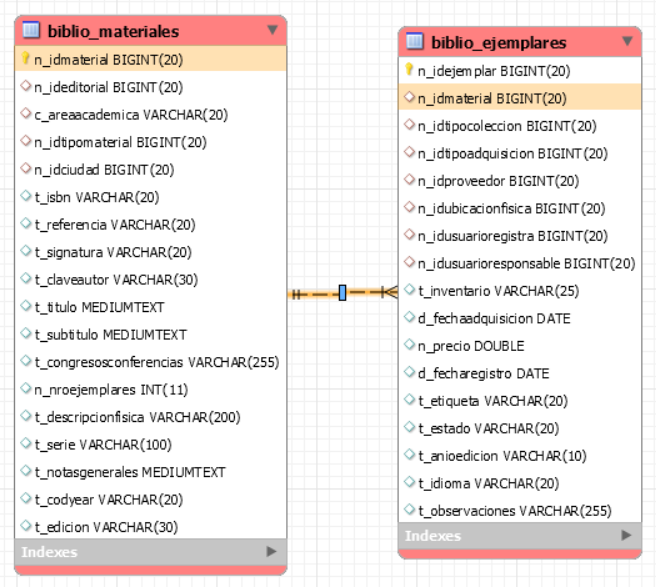 biblio_materiales
n_idmaterial BIGINT(20)
n_ideditorial BIGINT(20)
c_areaacademica VARCHAR(20)
n_idtipomaterial BIGINT(20)
n_idciudad BIGINT(20)
t_isbn VARCHAR(20)
t_referencia VARCHAR(20)
t_signatura VARCHAR(20)
t_claveautor VARCHAR(30)
t_titulo MEDIUMTEXT
t_subtitulo MEDIUMTEXT
t_congresosconferencias VARCHAR(255)
n_nroejemplares INT(11)
t_descripcionfisica VARCHAR(200)
t_serie VARCHAR(100)
t_notasgenerales MEDIUMTEXT
t_codyear VARCHAR(20)
t_edicion VARCHAR(30)
Indexes
biblio_ejemplares
n_idejemplar BIGINT(20)
n_idmaterial BIGINT(20)
n_idtipocoleccion BIGINT(20)
n_idtipoadquisicion BIGINT(20)
n_idproveedor BIGINT(20)
n_idubicacionfisica BIGINT(20)
n_idusuarioregistra BIGINT(20)
n_idusuarioresponsable BIGINT(20)
t_inventario VARCHAR(25)
d_fechaadquisicion DATE
n_precio DOUBLE
d_fecharegistro DATE
t_etiqueta VARCHAR(20)
t_estado VARCHAR(20)
t_anioedicion VARCHAR(10)
t_idioma VARCHAR(20)
t_observaciones VARCHAR(255)
Indexes